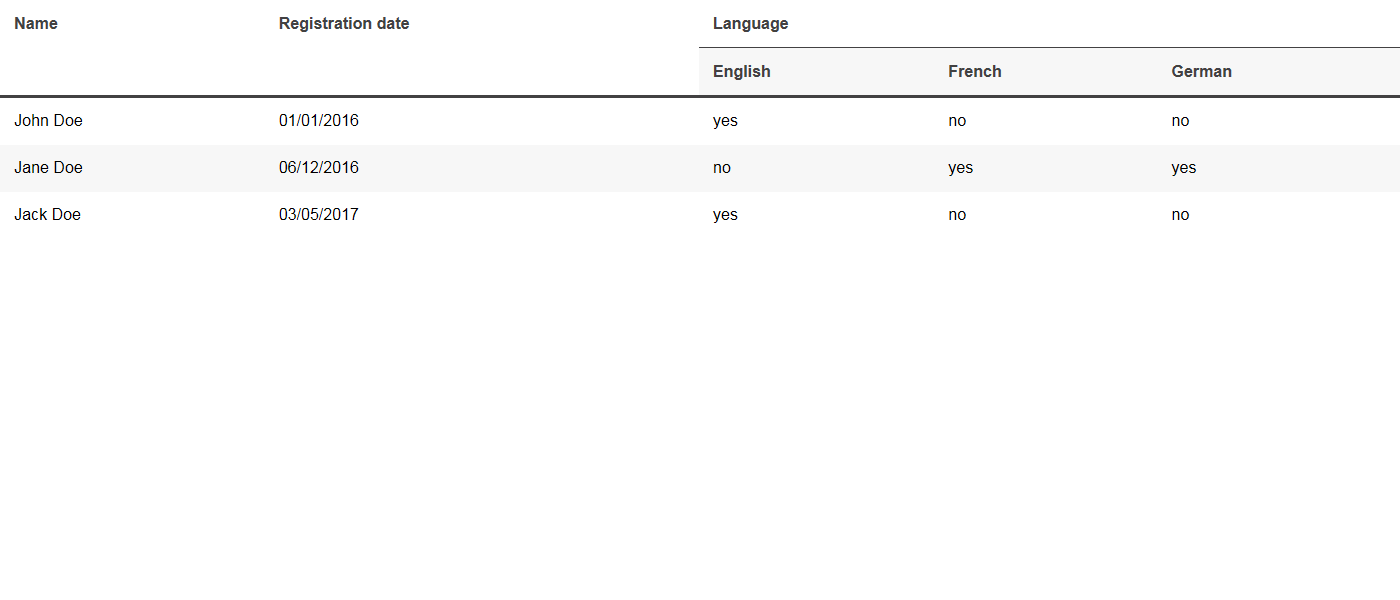 Name Registration date Language
English French German
John Doe 01/01/2016 yes no no
Jane Doe 06/12/2016 no yes yes
Jack Doe 03/05/2017 yes no no